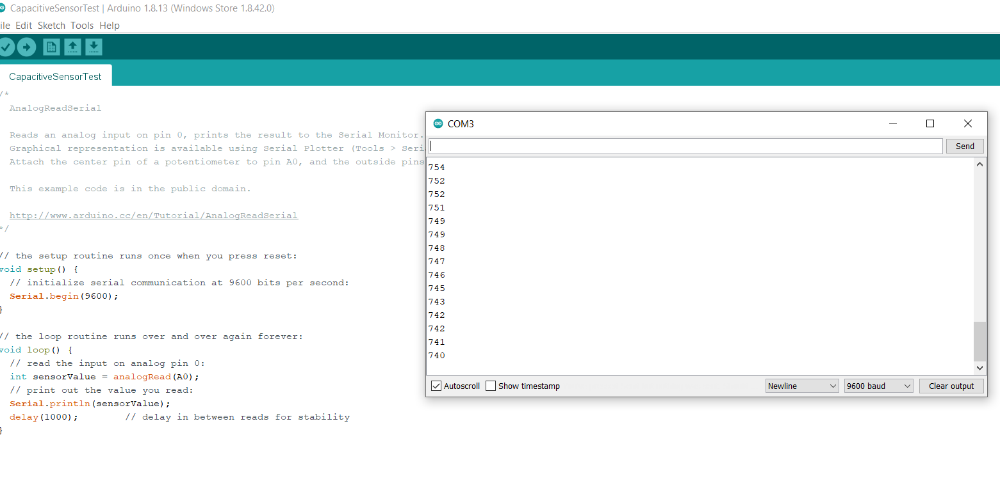 CapacitiveSensorTest | Arduino 1.8.13 (Windows Store 1.8.42.0)
ile Edit Sketch Tools Help
CapacitiveSensorTest
/*
AnalogReadSerial
Reads an analog input on pin 0, prints the result to the Serial Monitor.
Graphical representation is available using Serial Plotter (Tools > Seri
Attach the center pin of a potentiometer to pin A0, and the outside pins
This example code is in the public domain.
http://www.arduino.cc/en/Tutorial/AnalogReadSerial
*/
// the setup routine runs once when you press reset:
void setup() {
// initialize serial communication at 9600 bits per second:
Serial.begin(9600);
}
// the loop routine runs over and over again forever:
void loop() {
// read the input on analog pin 0:
int sensorValue = analogRead(A0);
// print out the value you read:
Serial.println(sensorValue);
delay(1000); // delay in between reads for stability
}
COM3
Send
754
752
752
751
749
749
748
747
746
745
743
742
742
741
740
Autoscroll Show timestamp Newline 9600 baud Clear output